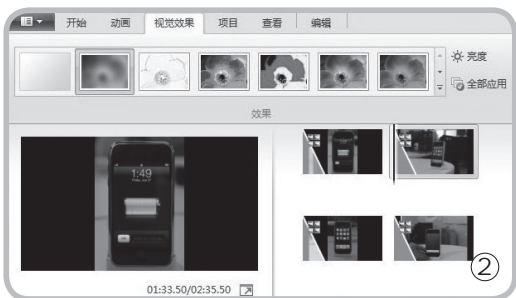 开始 动画 视觉效果 项目 查看 编辑
亮度
全部应用
效果
1:49
01:33.50/02:35.50
②